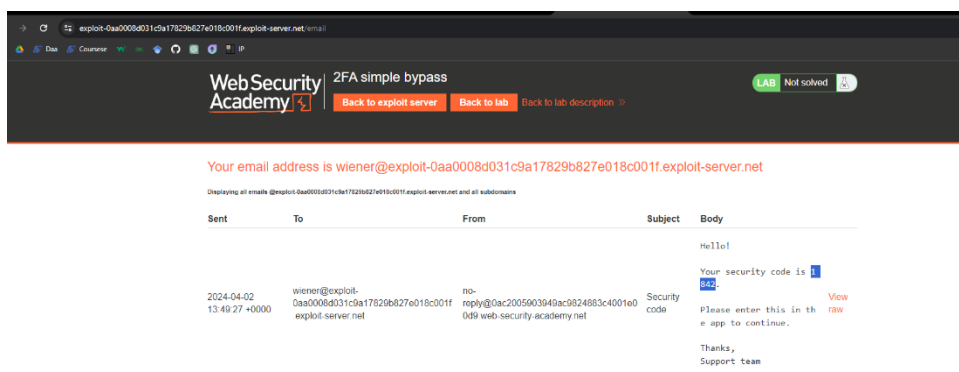 exploit-0aa0008d031c9a17829b827e018c001f.exploit-server.net/email
Daa
Coursese
IP
Web Security
Academy
2FA simple bypass
Back to exploit server
Back to lab
Back to lab description »
LAB
Not solved
Your email address is wiener@exploit-0aa0008d031c9a17829b827e018c001f.exploit-server.net
Displaying all emails @exploit-0aa0008d031c9a17829b827e018c001f.exploit-server.net and all subdomains
Sent To From Subject Body
2024-04-02
13:49:27 +0000
wiener@exploit-
0aa0008d031c9a17829b827e018c001f
.exploit-server.net
no-
reply@0ac2005903949ac9824883c4001e0
0d9.web-security-academy.net
Security
code
Hello!
Your security code is 1
842.
Please enter this in th
e app to continue.
Thanks,
Support team
View
raw